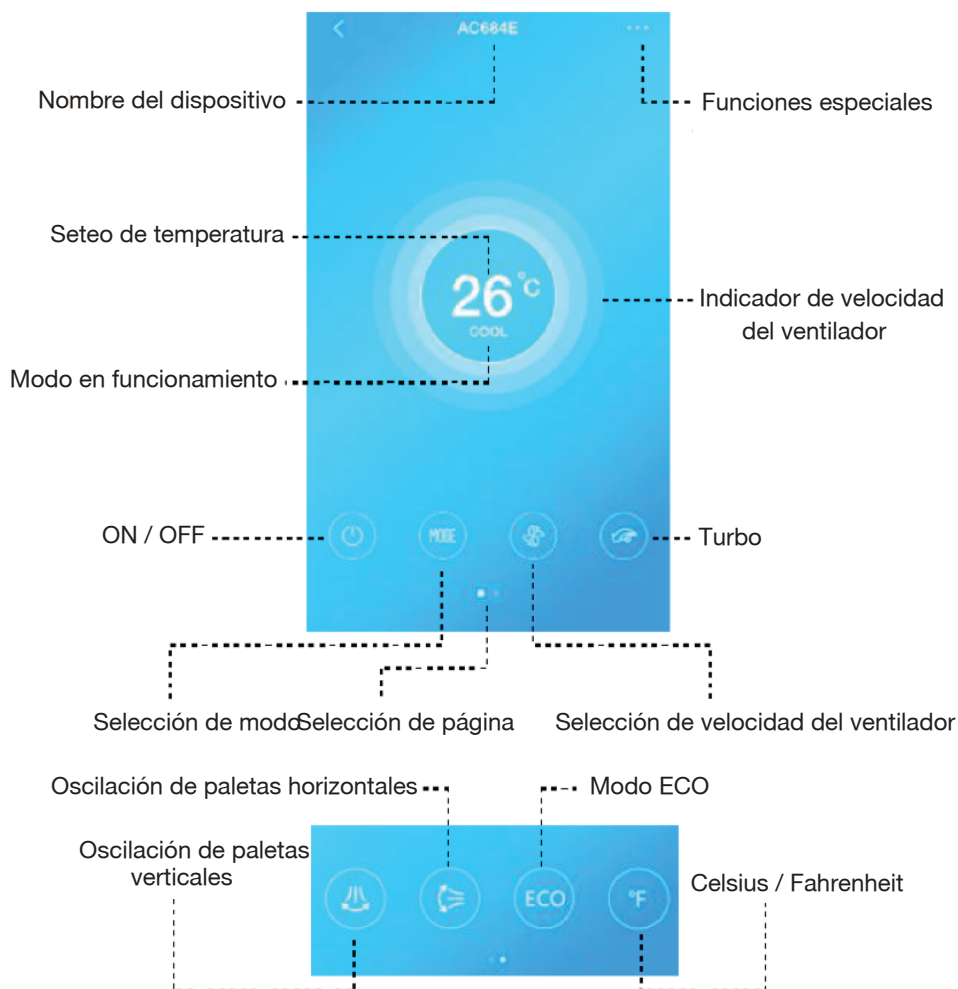 AC684E
Nombre del dispositivo
Funciones especiales
Seteo de temperatura
26 °C
COOL
Indicador de velocidad
del ventilador
Modo en funcionamiento
ON / OFF
MODE
Turbo
Selección de modo
Selección de página
Selección de velocidad del ventilador
Oscilación de paletas horizontales
Modo ECO
Oscilación de paletas
verticales
ECO
°F
Celsius / Fahrenheit